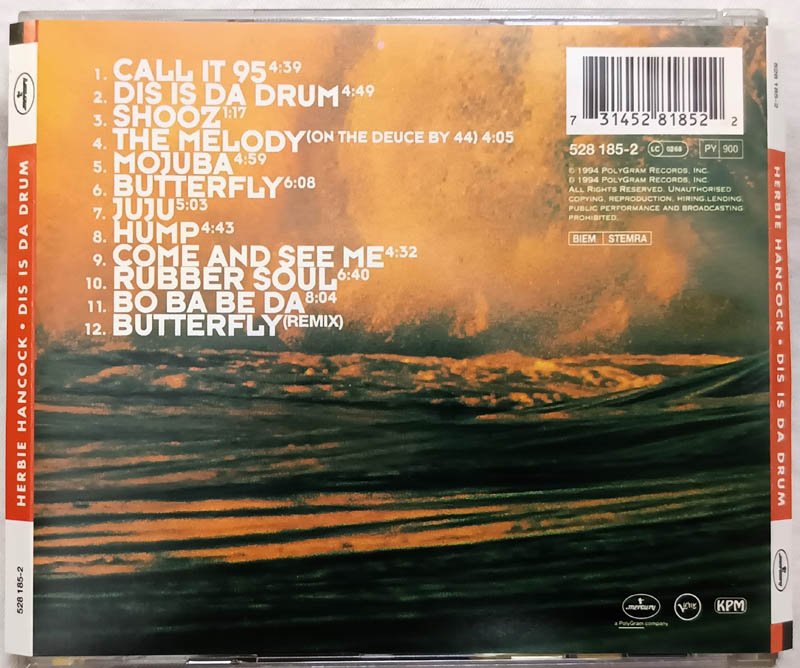 1. CALL IT 95 4:39
2. DIS IS DA DRUM 4:49
3. SHOOZ 1:17
4. THE MELODY (ON THE DEUCE BY 44) 4:05
5. MOJUBA 4:59
6. BUTTERFLY 6:08
7. JUJU 5:03
8. HUMP 4:43
9. COME AND SEE ME 4:32
10. RUBBER SOUL 6:40
11. BO BA BE DA 8:04
12. BUTTERFLY (REMIX)
7 31452 81852 2
528 185-2 LC 0268 PY 900
℗ 1994 POLYGRAM RECORDS, INC.
© 1994 POLYGRAM RECORDS, INC.
ALL RIGHTS RESERVED. UNAUTHORISED
COPYING, REPRODUCTION, HIRING, LENDING,
PUBLIC PERFORMANCE AND BROADCASTING
PROHIBITED.
BIEM STEMRA
mercury
a PolyGram company
Verve
KPM
mercury
HERBIE HANCOCK • DIS IS DA DRUM
528 185-2
528 185-2
HERBIE HANCOCK • DIS IS DA DRUM
mercury